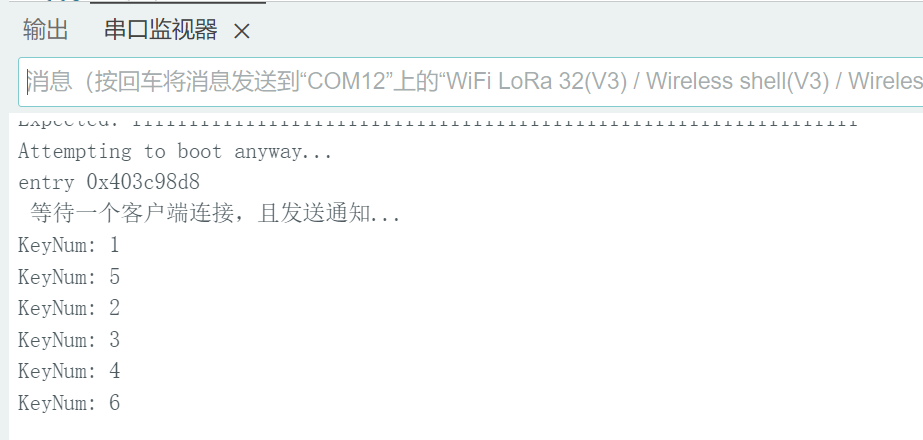 输出 串口监视器 ×
消息（按回车将消息发送到“COM12”上的“WiFi LoRa 32(V3) / Wireless shell(V3) / Wireles
Expected:
Attempting to boot anyway...
entry 0x403c98d8
等待一个客户端连接，且发送通知...
KeyNum: 1
KeyNum: 5
KeyNum: 2
KeyNum: 3
KeyNum: 4
KeyNum: 6